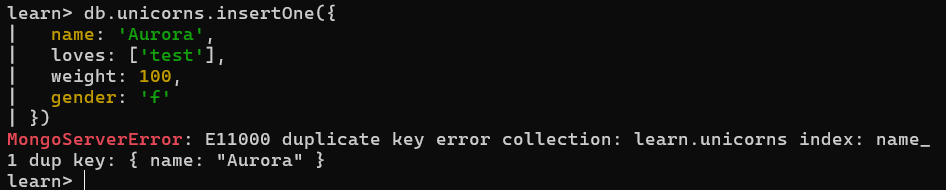 learn> db.unicorns.insertOne({
|   name: 'Aurora',
|   loves: ['test'],
|   weight: 100,
|   gender: 'f'
| })
MongoServerError: E11000 duplicate key error collection: learn.unicorns index: name_
1 dup key: { name: "Aurora" }
learn>